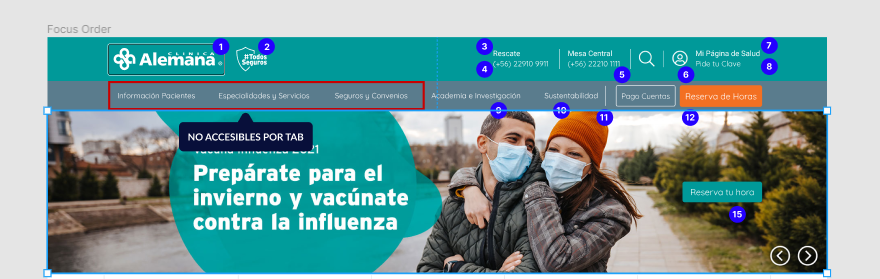 Focus Order
CLINICA
Alemana
1
#Todos
Seguros
2
3
Rescate
4
(+56) 22910 9911
Mesa Central
(+56) 22210 1111
5
6
Mi Página de Salud
7
Pide tu Clave
8
Información Pacientes
Especialidades y Servicios
Seguros y Convenios
Academia e Investigación
9
Sustentabilidad
10
11
Pago Cuentas
Reserva de Horas
12
NO ACCESIBLES POR TAB
Vacuna Influenza 2021
Prepárate para el
invierno y vacúnate
contra la influenza
Reserva tu hora
15